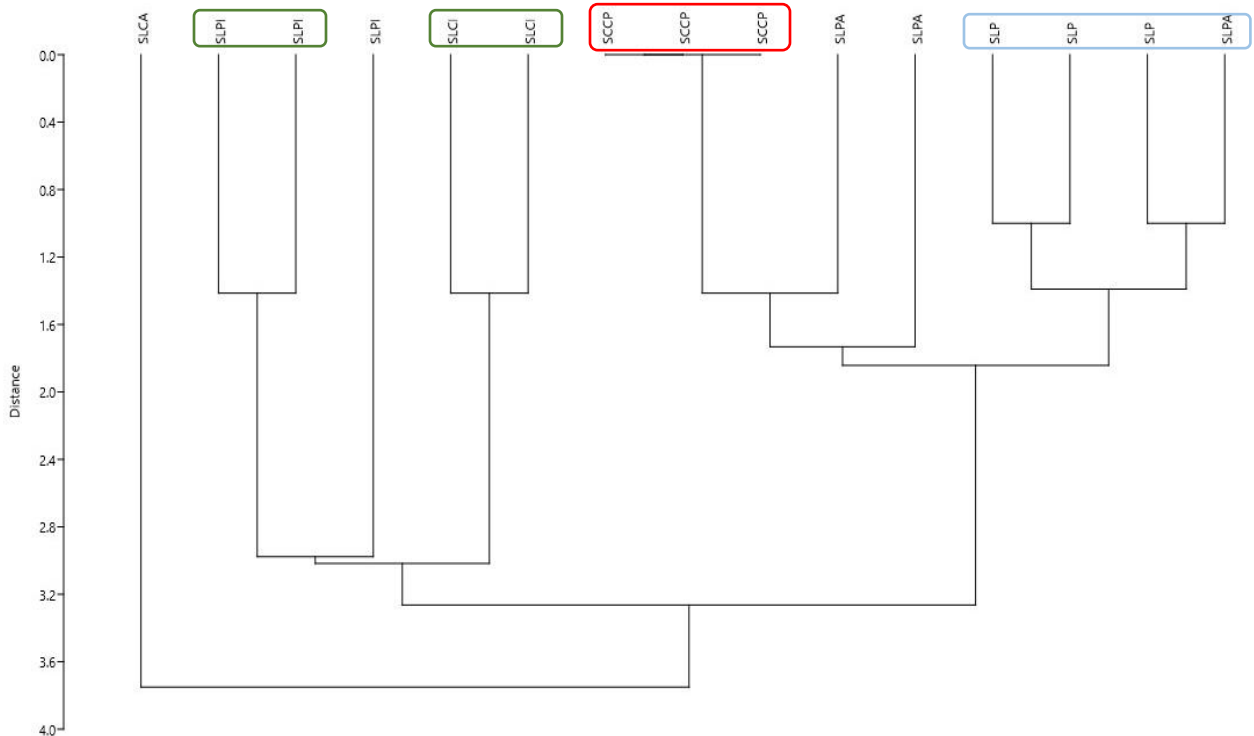 SLCA
SLPI
SLPI
SLPI
SLCI
SLCI
SCCP
SCCP
SCCP
SLPA
SLPA
SLP
SLP
SLP
SLPA
0.0
0.4
0.8
1.2
1.6
2.0
2.4
2.8
3.2
3.6
4.0
Distance